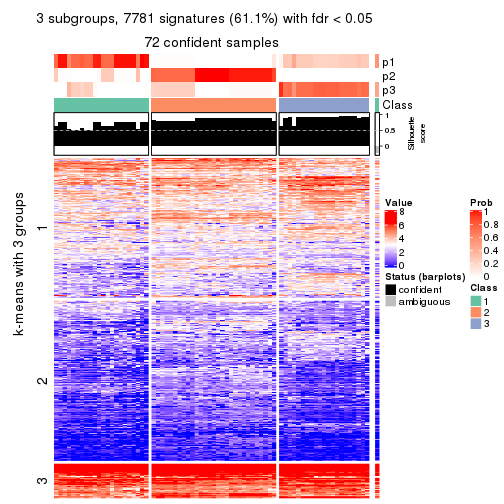 3 subgroups, 7781 signatures (61.1%) with fdr < 0.05
72 confident samples
p1
p2
p3
Class
1
0.5
0
Silhouette
score
k-means with 3 groups
1
2
3
Value
8
6
4
2
0
Status (barplots)
confident
ambiguous
Prob
1
0.8
0.6
0.4
0.2
0
Class
1
2
3